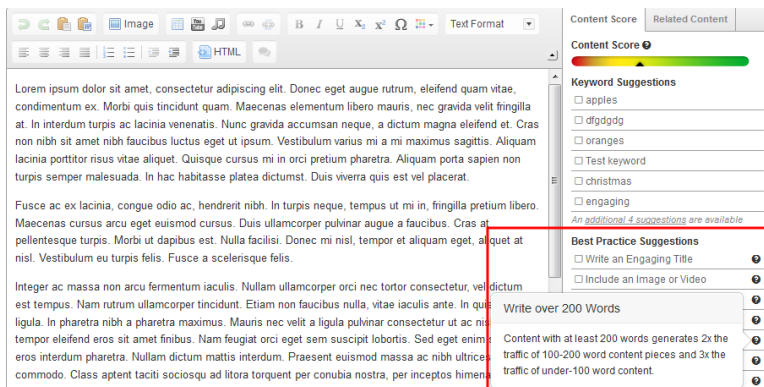 Image
You Tube
B I U X₂ X² Ω
Text Format
HTML
Content Score
Related Content
Content Score
Lorem ipsum dolor sit amet, consectetur adipiscing elit. Donec eget augue rutrum, eleifend quam vitae,
condimentum ex. Morbi quis tincidunt quam. Maecenas elementum libero mauris, nec gravida velit fringilla
at. In interdum turpis ac lacinia venenatis. Nunc gravida accumsan neque, a dictum magna eleifend et. Cras
non nibh sit amet nibh faucibus luctus eget ut ipsum. Vestibulum varius mi a mi maximus sagittis. Aliquam
lacinia porttitor risus vitae aliquet. Quisque cursus mi in orci pretium pharetra. Aliquam porta sapien non
turpis semper malesuada. In hac habitasse platea dictumst. Duis viverra quis est vel placerat.
Fusce ac ex lacinia, congue odio ac, hendrerit nibh. In turpis neque, tempus ut mi in, fringilla pretium libero.
Maecenas cursus arcu eget euismod cursus. Duis ullamcorper pulvinar augue a faucibus. Cras at
pellentesque turpis. Morbi ut dapibus est. Nulla facilisi. Donec mi nisl, tempor et aliquam eget, aliquet at
nisl. Vestibulum eu turpis felis. Fusce a scelerisque felis.
Integer ac massa non arcu fermentum iaculis. Nullam ullamcorper orci nec tortor consectetur, vel dictum
est tempus. Nam rutrum ullamcorper tincidunt. Etiam non faucibus nulla, vitae iaculis ante. In quis
ligula. In pharetra nibh a pharetra maximus. Mauris nec velit a ligula pulvinar consectetur ut ac
tempor eleifend eros sit amet finibus. Nam feugiat orci eget sem suscipit lobortis. Sed eget enim
eros interdum pharetra. Nullam dictum mattis interdum. Praesent euismod massa ac nibh ultrices
commodo. Class aptent taciti sociosqu ad litora torquent per conubia nostra, per inceptos
Keyword Suggestions
apples
dfgdgdg
oranges
Test keyword
christmas
engaging
An additional 4 suggestions are available
Best Practice Suggestions
Write an Engaging Title
Include an Image or Video
Write over 200 Words
Content with at least 200 words generates 2x the
traffic of 100-200 word content pieces and 3x the
traffic of under-100 word content.